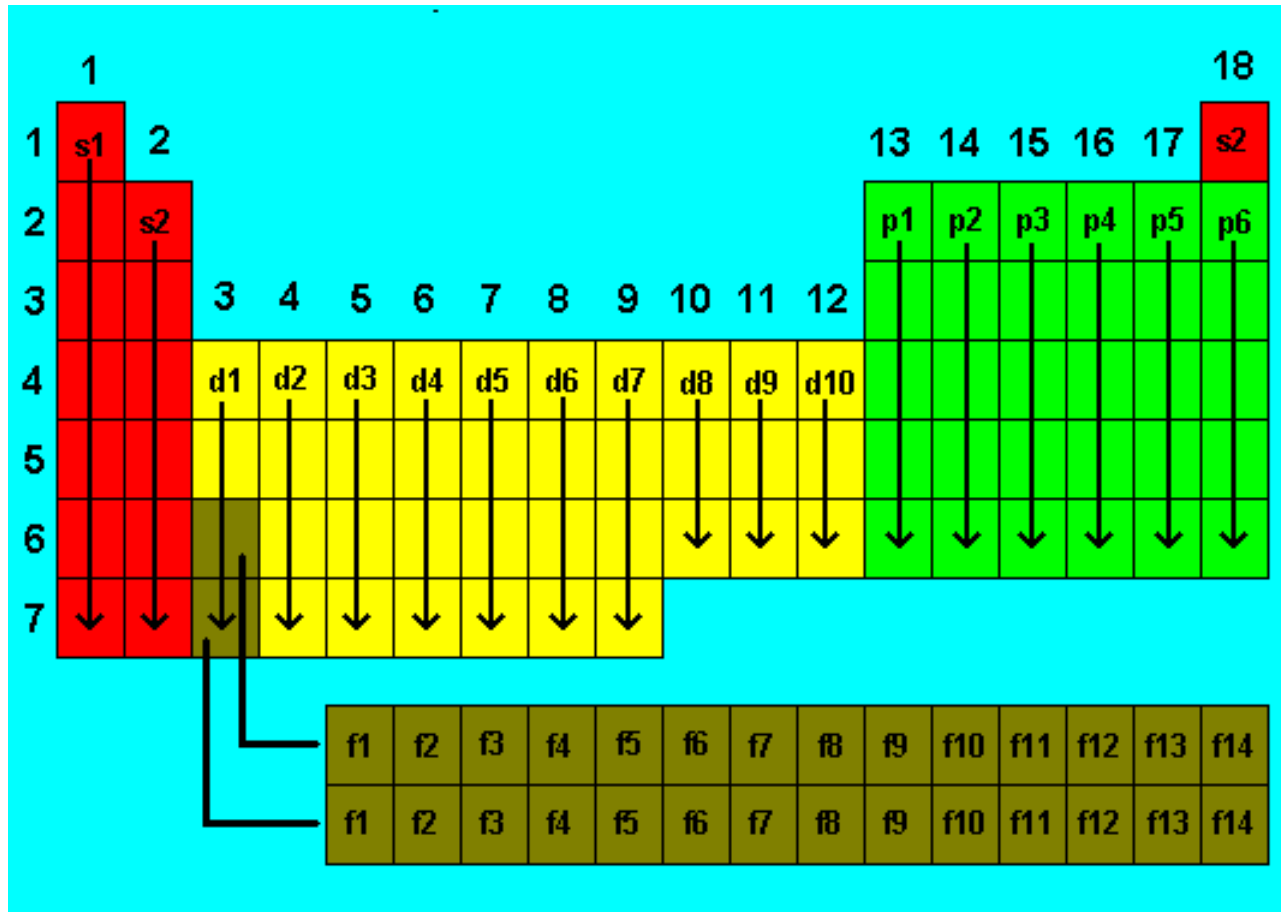 1 18
1 s1 2 13 14 15 16 17 s2
2 s2 p1 p2 p3 p4 p5 p6
3 3 4 5 6 7 8 9 10 11 12
4 d1 d2 d3 d4 d5 d6 d7 d8 d9 d10
5
6
7
f1 f2 f3 f4 f5 f6 f7 f8 f9 f10 f11 f12 f13 f14
f1 f2 f3 f4 f5 f6 f7 f8 f9 f10 f11 f12 f13 f14